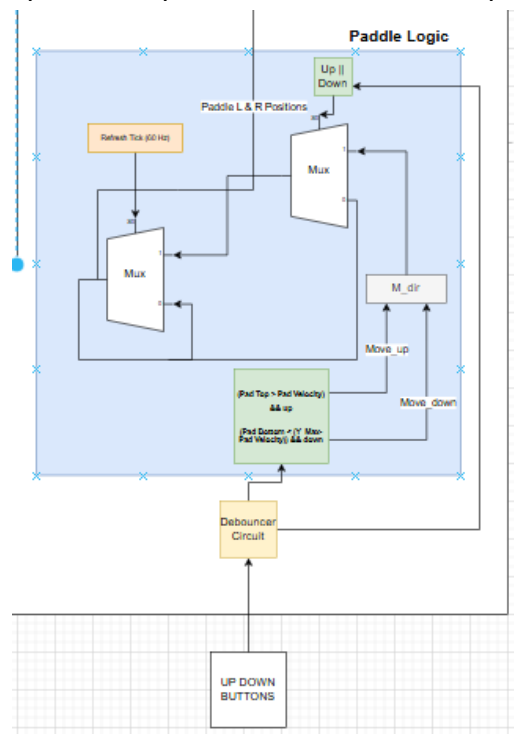 Paddle Logic
Up ||
Down
Paddle L & R Positions
Refresh Tick (60 Hz)
Mux
1
0
Mux
1
0
M_dir
Move_up
Move_down
(Pad Top > Pad Velocity)
&& up
(Pad Bottom < (Y Max-
Pad Velocity)) && down
Debouncer
Circuit
UP DOWN
BUTTONS